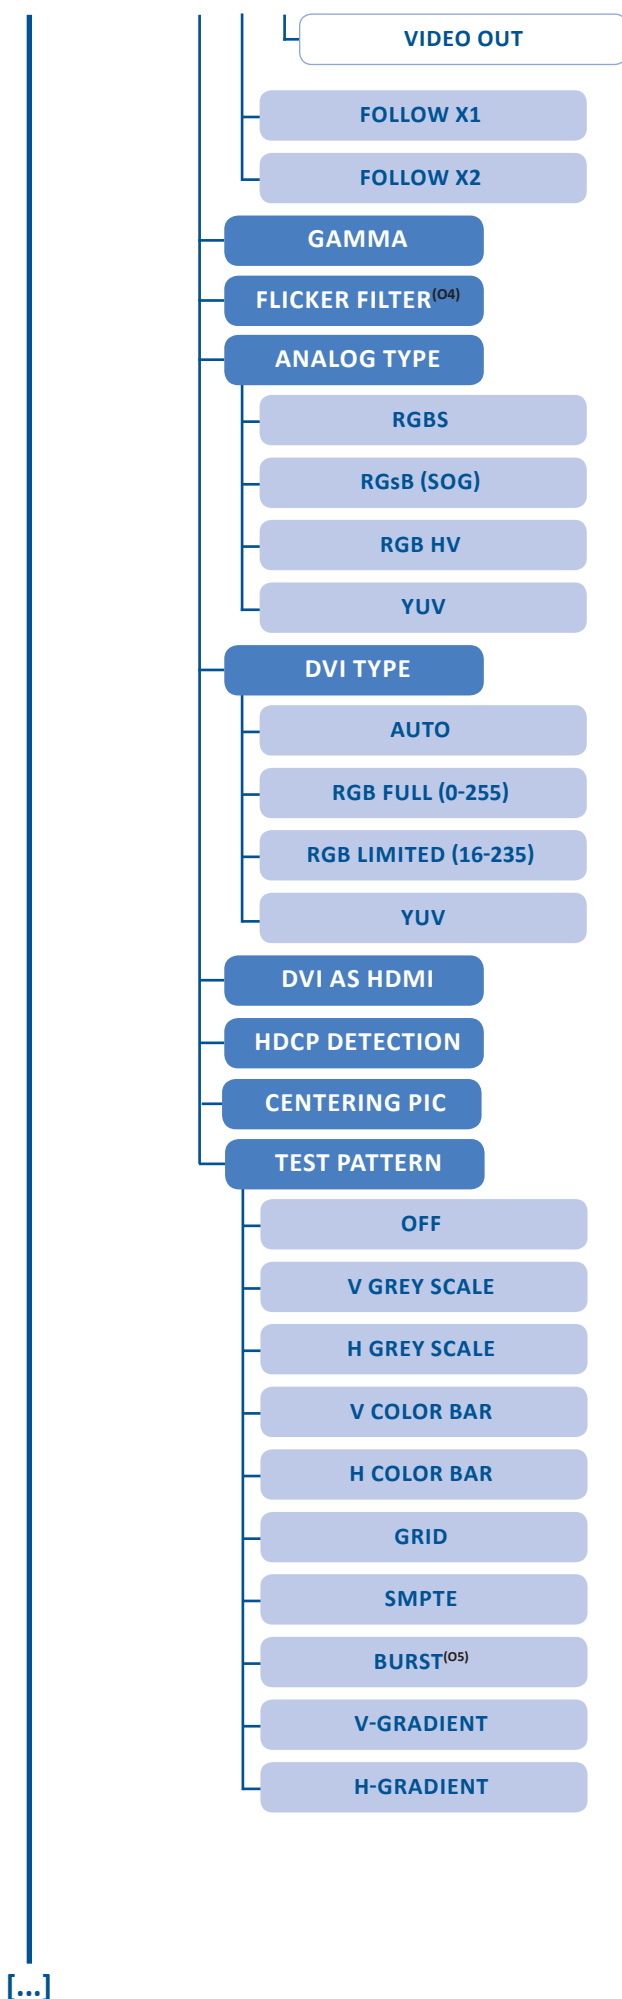 VIDEO OUT
FOLLOW X1
FOLLOW X2
GAMMA
FLICKER FILTER(O4)
ANALOG TYPE
RGBS
RGsB (SOG)
RGB HV
YUV
DVI TYPE
AUTO
RGB FULL (0-255)
RGB LIMITED (16-235)
YUV
DVI AS HDMI
HDCP DETECTION
CENTERING PIC
TEST PATTERN
OFF
V GREY SCALE
H GREY SCALE
V COLOR BAR
H COLOR BAR
GRID
SMPTE
BURST(O5)
V-GRADIENT
H-GRADIENT
[...]